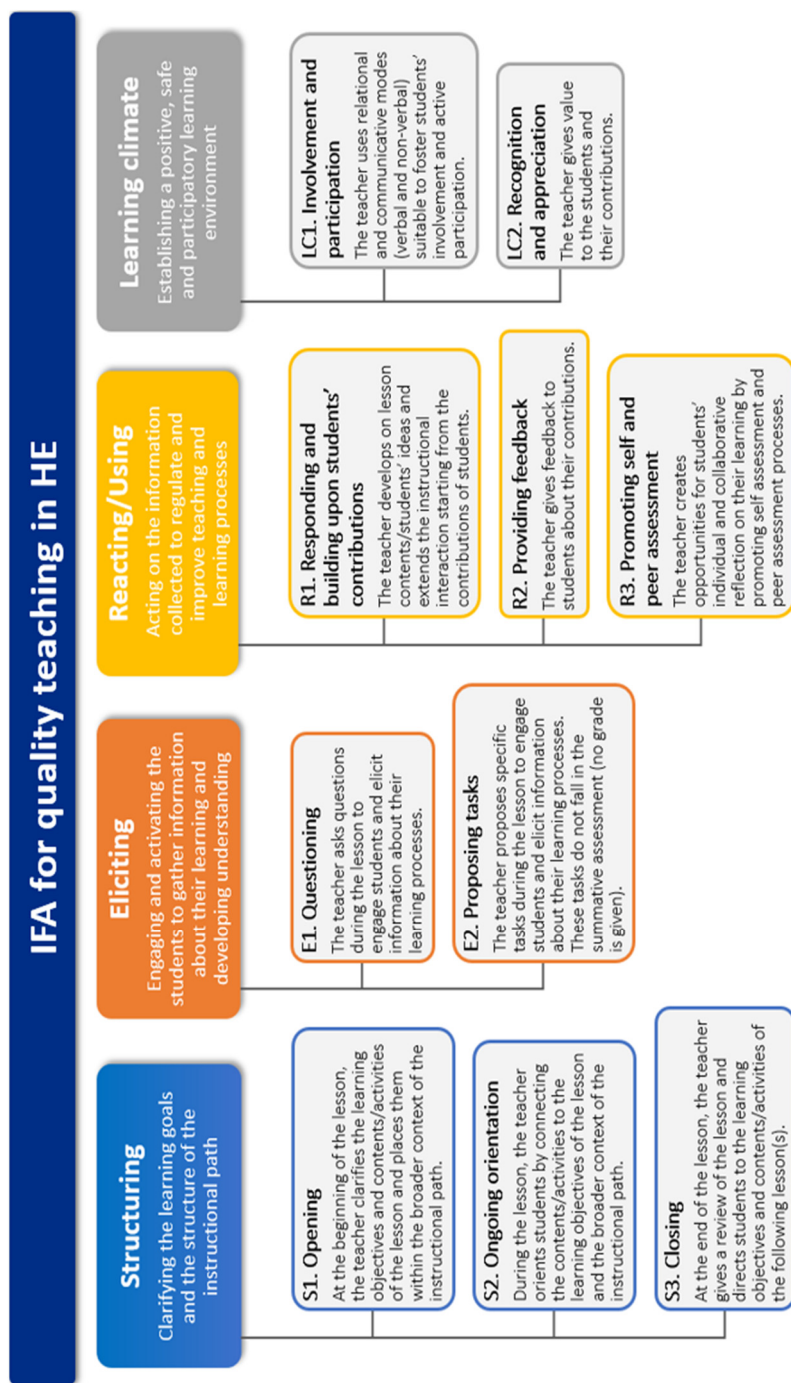 IFA for quality teaching in HE
Structuring
Clarifying the learning goals
and the structure of the
instructional path
S1. Opening
At the beginning of the lesson,
the teacher clarifies the learning
objectives and contents/activities
of the lesson and places them
within the broader context of the
instructional path.
S2. Ongoing orientation
During the lesson, the teacher
orients students by connecting
the contents/activities to the
learning objectives of the lesson
and the broader context of the
instructional path.
S3. Closing
At the end of the lesson, the teacher
gives a review of the lesson and
directs students to the learning
objectives and contents/activities of
the following lesson(s).
Eliciting
Engaging and activating the
students to gather information
about their learning and
developing understanding
E1. Questioning
The teacher asks questions
during the lesson to
engage students and elicit
information about their
learning processes.
E2. Proposing tasks
The teacher proposes specific
tasks during the lesson to engage
students and elicit information
about their learning processes.
These tasks do not fall in the
summative assessment (no grade
is given).
Reacting/Using
Acting on the information
collected to regulate and
improve teaching and
learning processes
R1. Responding and
building upon students’
contributions
The teacher develops on lesson
contents/students’ ideas and
extends the instructional
interaction starting from the
contributions of students.
R2. Providing feedback
The teacher gives feedback to
students about their contributions.
R3. Promoting self and
peer assessment
The teacher creates
opportunities for students’
individual and collaborative
reflection on their learning by
promoting self assessment and
peer assessment processes.
Learning climate
Establishing a positive, safe
and participatory learning
environment
LC1. Involvement and
participation
The teacher uses relational
and communicative modes
(verbal and non-verbal)
suitable to foster students’
involvement and active
participation.
LC2. Recognition
and appreciation
The teacher gives value
to the students and
their contributions.